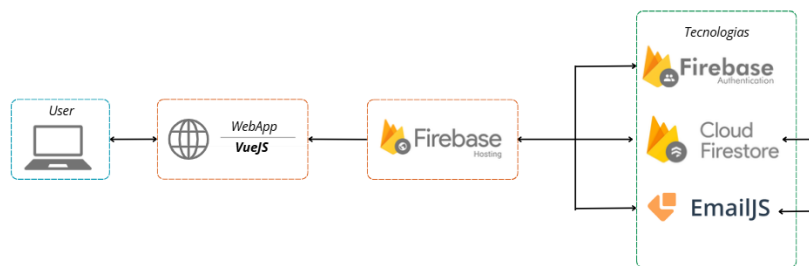 User
WebApp
VueJS
Firebase
Hosting
Tecnologias
Firebase
Authentication
Cloud
Firestore
EmailJS